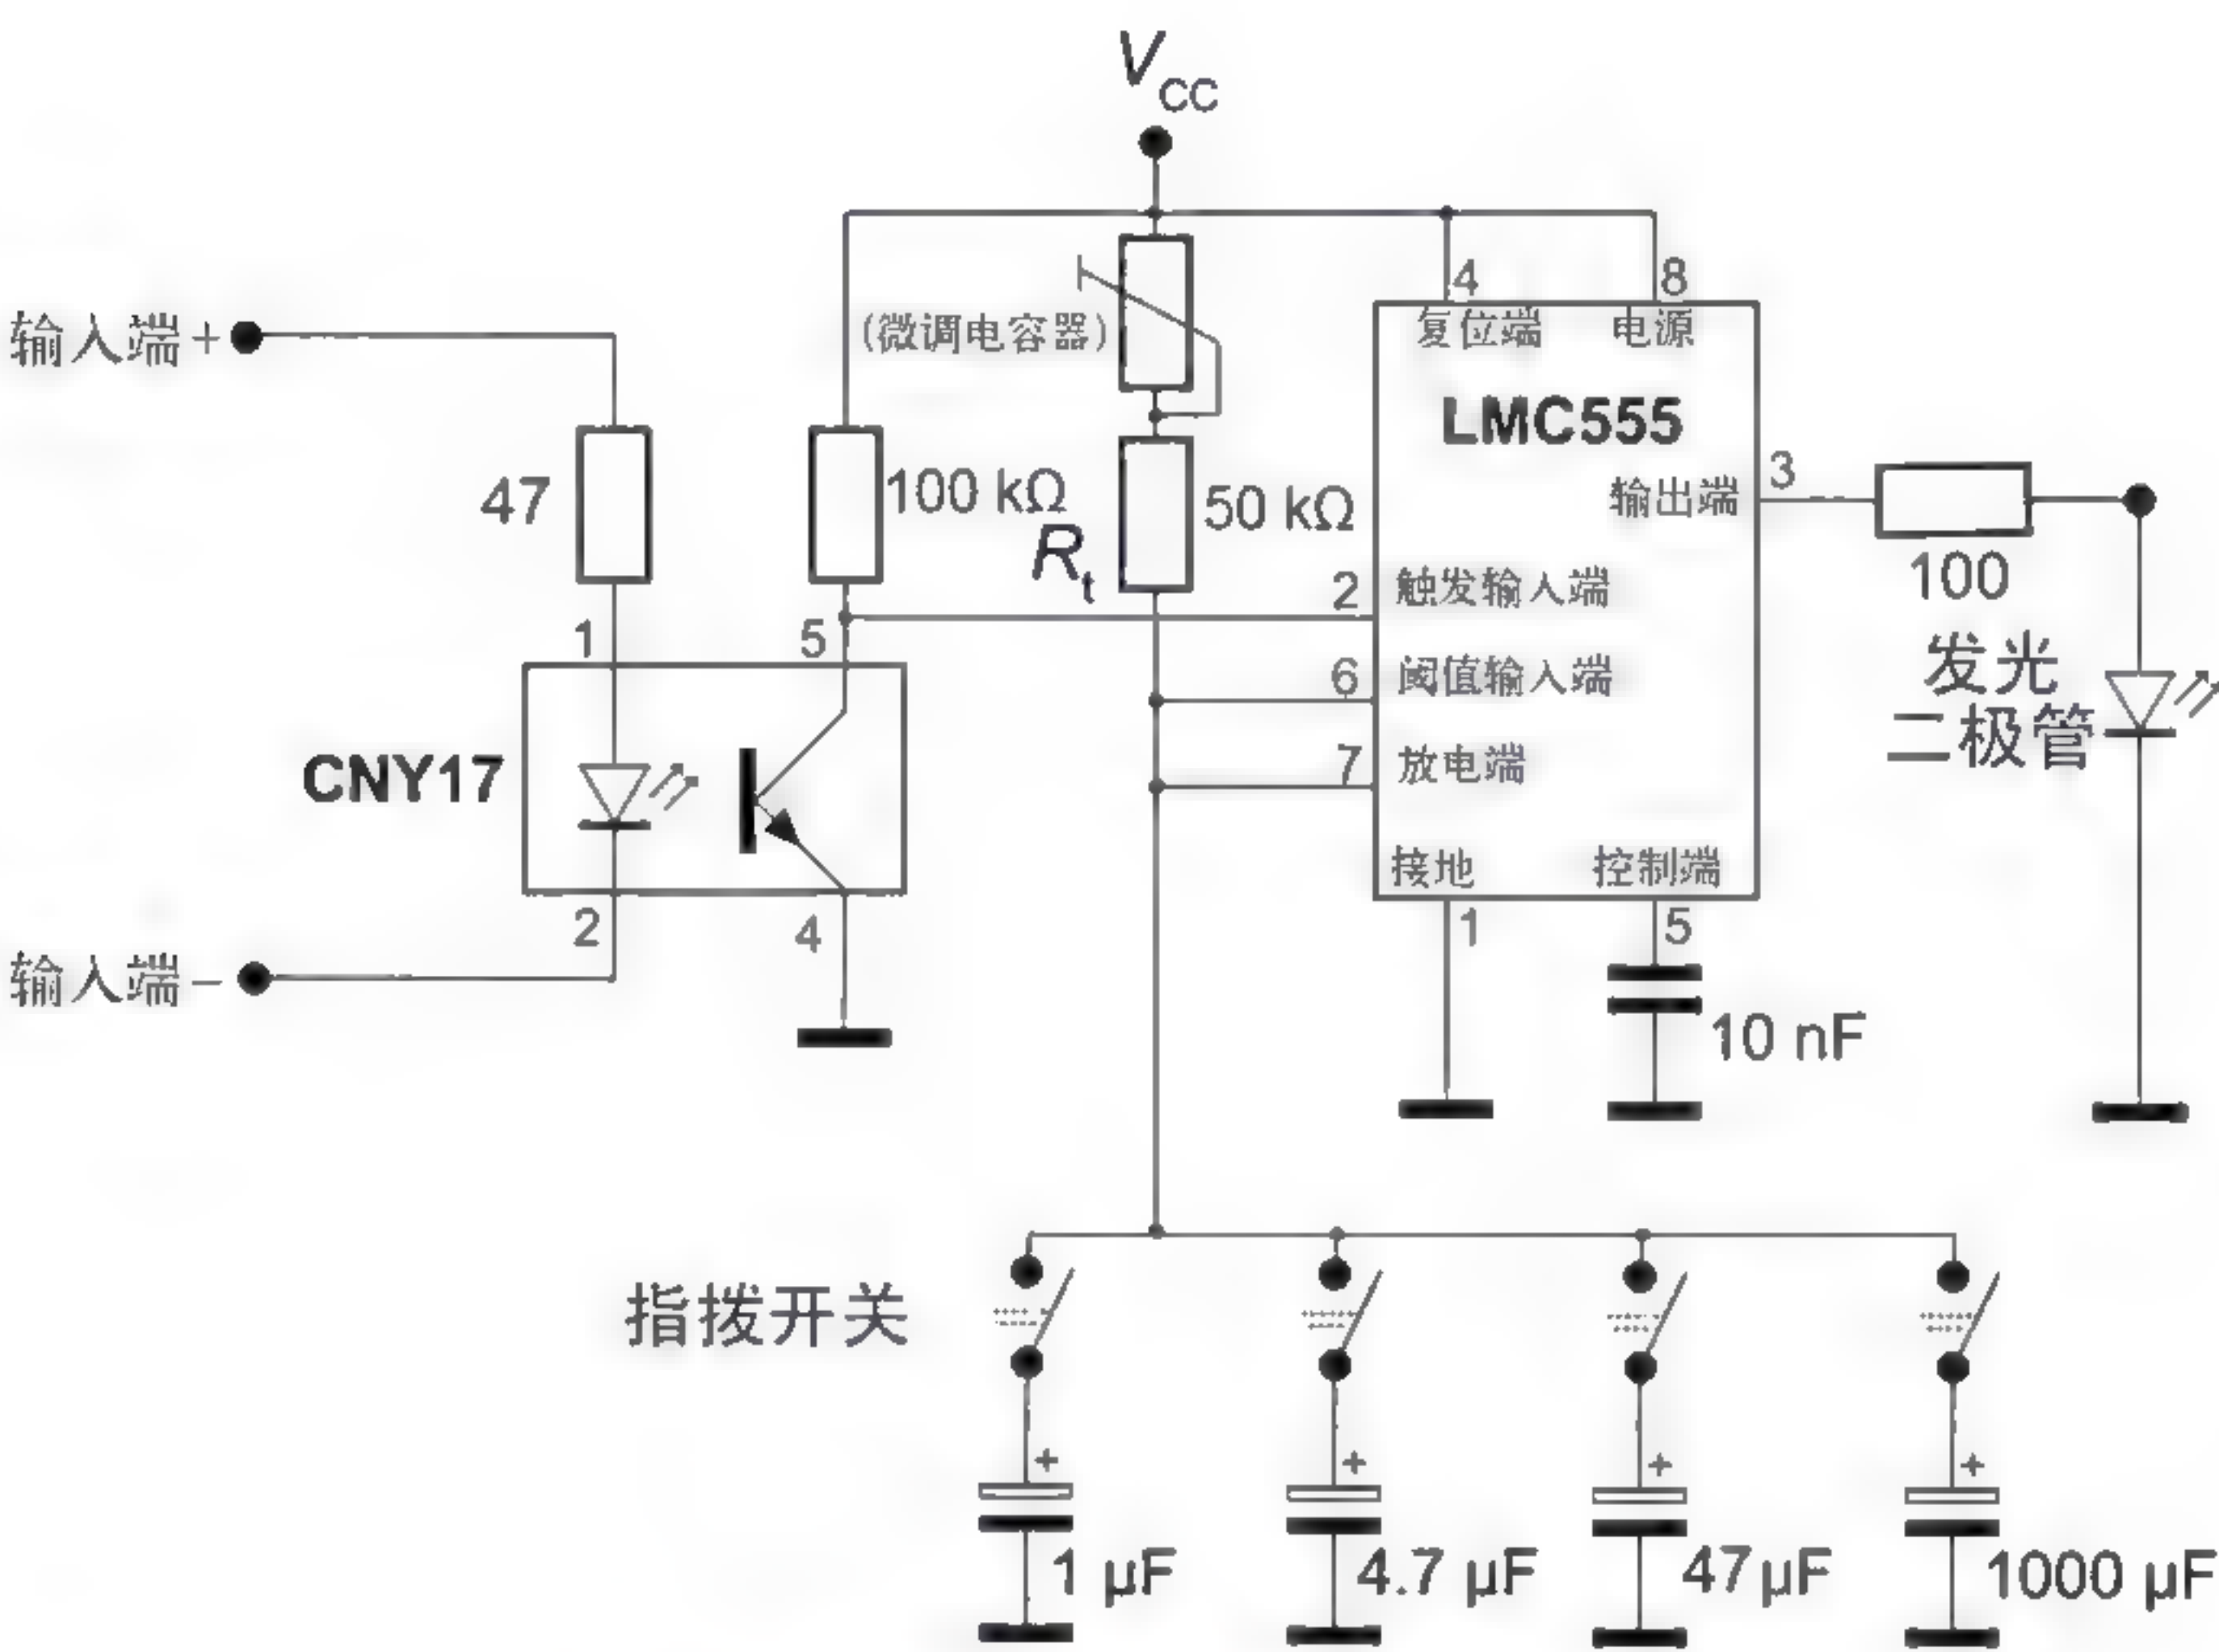 VCC
4
8
输入端+
(微调电容器)
复位端
电源
LMC555
47
100 kΩ
50 kΩ
Rt
输出端
3
100
2
触发输入端
1
5
6
阈值输入端
发光
二极管
CNY17
7
放电端
接地
控制端
2
4
1
5
输入端-
10 nF
指拨开关
+
+
+
+
1 μF
4.7 μF
47μF
1000 μF